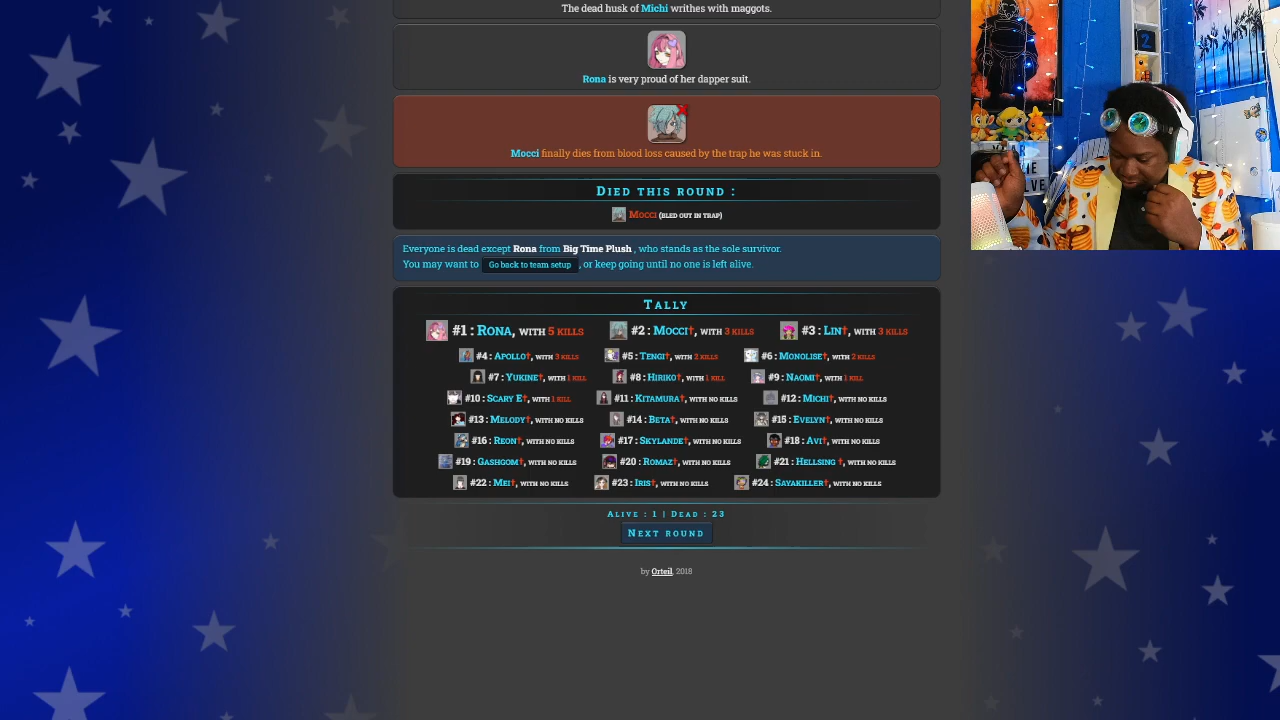 The dead husk of Michi writhes with maggots.
Rona is very proud of her dapper suit.
Mocci finally dies from blood loss caused by the trap he was stuck in.
Died this round :
Mocci (bled out in trap)
Everyone is dead except Rona from Big Time Plush , who stands as the sole survivor.
You may want to Go back to team setup , or keep going until no one is left alive.
Tally
#1 : Rona, with 5 kills #2 : Mocci†, with 3 kills #3 : Lin†, with 3 kills
#4 : Apollo†, with 3 kills #5 : Tengi†, with 2 kills #6 : Monolise†, with 2 kills
#7 : Yukine†, with 1 kill #8 : Hiriko†, with 1 kill #9 : Naomi†, with 1 kill
#10 : Scary E†, with 1 kill #11 : Kitamura†, with no kills #12 : Michi†, with no kills
#13 : Melody†, with no kills #14 : Beta†, with no kills #15 : Evelyn†, with no kills
#16 : Reon†, with no kills #17 : Skylande†, with no kills #18 : Avi†, with no kills
#19 : Gashgom†, with no kills #20 : Romaz†, with no kills #21 : Hellsing †, with no kills
#22 : Mei†, with no kills #23 : Iris†, with no kills #24 : Sayakiller†, with no kills
Alive : 1 | Dead : 23
Next round
by Orteil, 2018
2